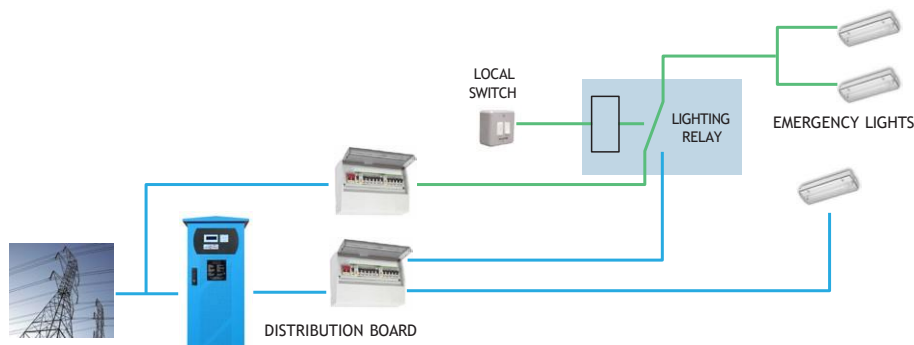 LOCAL
SWITCH
LIGHTING
RELAY
EMERGENCY LIGHTS
DISTRIBUTION BOARD